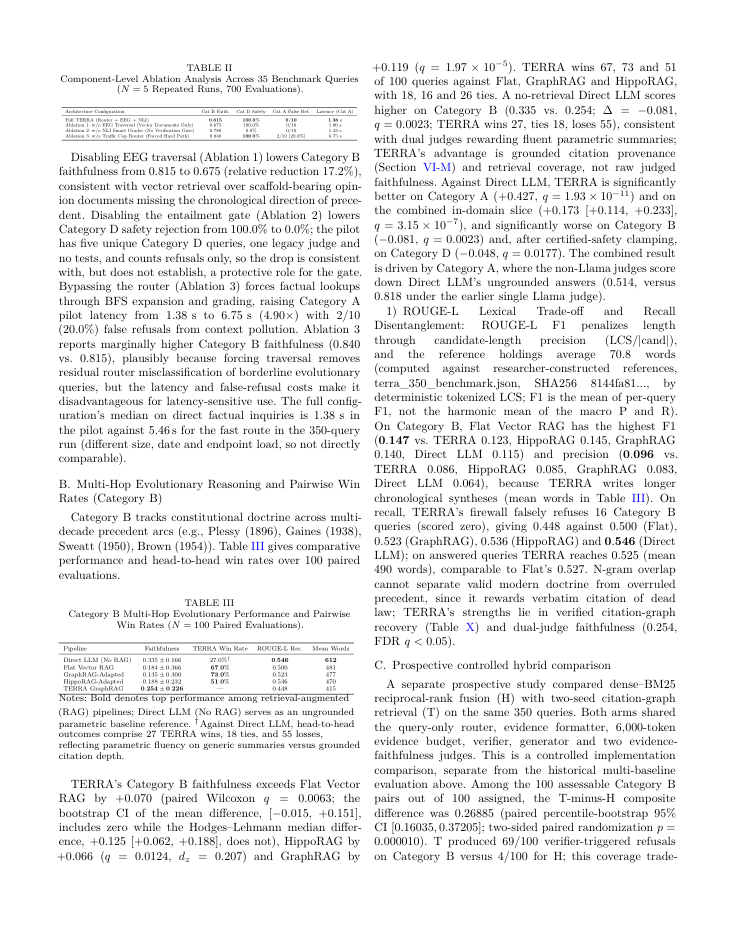 TABLE II
Component-Level Ablation Analysis Across 35 Benchmark Queries
(N = 5 Repeated Runs, 700 Evaluations).
Architecture Configuration Cat B Faith. Cat D Safety Cat A False Ref. Latency (Cat A)
Full TERRA (Router + EEG + NLI) 0.815 100.0% 0/10 1.38 s
Ablation 1: w/o EEG Traversal (Vector Documents Only) 0.675 100.0% 0/10
Ablation 2: w/o NLI Smart Grader (No Verification Gate) 0.780 0.0% 0/10
Ablation 3: w/o Traffic Cop Router (Forced Hard Path) 0.840 100.0% 2/10 (20.0%) 6.75 s
Disabling EEG traversal (Ablation 1) lowers Category B
faithfulness from 0.815 to 0.675 (relative reduction 17.2%),
consistent with vector retrieval over scaffold-bearing opin-
ion documents missing the chronological direction of prece-
dent. Disabling the entailment gate (Ablation 2) lowers
Category D safety rejection from 100.0% to 0.0%; the pilot
has five unique Category D queries, one legacy judge and
no tests, and counts refusals only, so the drop is consistent
with, but does not establish, a protective role for the gate.
Bypassing the router (Ablation 3) forces factual lookups
through BFS expansion and grading, raising Category A
pilot latency from 1.38 s to 6.75 s (4.90×) with 2/10
(20.0%) false refusals from context pollution. Ablation 3
reports marginally higher Category B faithfulness (0.840
vs. 0.815), plausibly because forcing traversal removes
residual router misclassification of borderline evolutionary
queries, but the latency and false-refusal costs make it
disadvantageous for latency-sensitive use. The full config-
uration's median on direct factual inquiries is 1.38 s in
the pilot against 5.46 s for the fast route in the 350-query
run (different size, date and endpoint load, so not directly
comparable).
B. Multi-Hop Evolutionary Reasoning and Pairwise Win
Rates (Category B)
Category B tracks constitutional doctrine across multi-
decade precedent arcs (e.g., Plessy (1896), Gaines (1938),
Sweatt (1950), Brown (1954)). Table III gives comparative
performance and head-to-head win rates over 100 paired
evaluations.
TABLE III
Category B Multi-Hop Evolutionary Performance and Pairwise
Win Rates (N = 100 Paired Evaluations).
Pipeline Faithfulness TERRA Win Rate ROUGE-L Rec. Mean Words
Direct LLM (No RAG) 0.335 ± 0.166 27.0%† 0.546 612
Flat Vector RAG 0.184 ± 0.366 67.0% 0.500 481
GraphRAG-Adapted 0.135 ± 0.300 73.0% 0.523 477
HippoRAG-Adapted 0.188 ± 0.232 51.0% 0.536 470
TERRA GraphRAG 0.254 ± 0.226 — 0.448 415
Notes: Bold denotes top performance among retrieval-augmented
(RAG) pipelines; Direct LLM (No RAG) serves as an ungrounded
parametric baseline reference. †Against Direct LLM, head-to-head
outcomes comprise 27 TERRA wins, 18 ties, and 55 losses,
reflecting parametric fluency on generic summaries versus grounded
citation depth.
TERRA's Category B faithfulness exceeds Flat Vector
RAG by +0.070 (paired Wilcoxon q = 0.0063; the
bootstrap CI of the mean difference, [−0.015, +0.151],
includes zero while the Hodges–Lehmann median differ-
ence, +0.125 [+0.062, +0.188], does not), HippoRAG by
+0.066 (q = 0.0124, dz = 0.207) and GraphRAG by
+0.119 (q = 1.97 × 10−5). TERRA wins 67, 73 and 51
of 100 queries against Flat, GraphRAG and HippoRAG,
with 18, 16 and 26 ties. A no-retrieval Direct LLM scores
higher on Category B (0.335 vs. 0.254; Δ = −0.081,
q = 0.0023; TERRA wins 27, ties 18, loses 55), consistent
with dual judges rewarding fluent parametric summaries;
TERRA's advantage is grounded citation provenance
(Section VI-M) and retrieval coverage, not raw judged
faithfulness. Against Direct LLM, TERRA is significantly
better on Category A (+0.427, q = 1.93 × 10−11) and on
the combined in-domain slice (+0.173 [+0.114, +0.233],
q = 3.15 × 10−7), and significantly worse on Category B
(−0.081, q = 0.0023) and, after certified-safety clamping,
on Category D (−0.048, q = 0.0177). The combined result
is driven by Category A, where the non-Llama judges score
down Direct LLM's ungrounded answers (0.514, versus
0.818 under the earlier single Llama judge).
1) ROUGE-L Lexical Trade-off and Recall
Disentanglement: ROUGE-L F1 penalizes length
through candidate-length precision (LCS/|cand|),
and the reference holdings average 70.8 words
(computed against researcher-constructed references,
terra_350_benchmark.json, SHA256 8144fa81..., by
deterministic tokenized LCS; F1 is the mean of per-query
F1, not the harmonic mean of the macro P and R).
On Category B, Flat Vector RAG has the highest F1
(0.147 vs. TERRA 0.123, HippoRAG 0.145, GraphRAG
0.140, Direct LLM 0.115) and precision (0.096 vs.
TERRA 0.086, HippoRAG 0.085, GraphRAG 0.083,
Direct LLM 0.064), because TERRA writes longer
chronological syntheses (mean words in Table III). On
recall, TERRA's firewall falsely refuses 16 Category B
queries (scored zero), giving 0.448 against 0.500 (Flat),
0.523 (GraphRAG), 0.536 (HippoRAG) and 0.546 (Direct
LLM); on answered queries TERRA reaches 0.525 (mean
490 words), comparable to Flat's 0.527. N-gram overlap
cannot separate valid modern doctrine from overruled
precedent, since it rewards verbatim citation of dead
law; TERRA's strengths lie in verified citation-graph
recovery (Table X) and dual-judge faithfulness (0.254,
FDR q < 0.05).
C. Prospective controlled hybrid comparison
A separate prospective study compared dense–BM25
reciprocal-rank fusion (H) with two-seed citation-graph
retrieval (T) on the same 350 queries. Both arms shared
the query-only router, evidence formatter, 6,000-token
evidence budget, verifier, generator and two evidence-
faithfulness judges. This is a controlled implementation
comparison, separate from the historical multi-baseline
evaluation above. Among the 100 assessable Category B
pairs out of 100 assigned, the T-minus-H composite
difference was 0.26885 (paired percentile-bootstrap 95%
CI [0.16035, 0.37205]; two-sided paired randomization p =
0.000010). T produced 69/100 verifier-triggered refusals
on Category B versus 4/100 for H; this coverage trade-